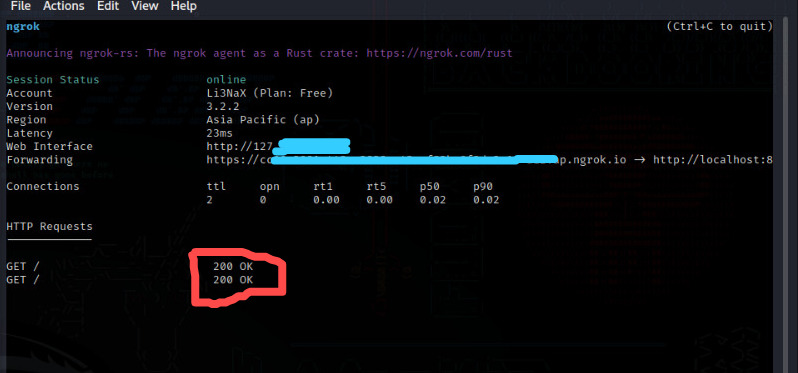 File Actions Edit View Help
ngrok (Ctrl+C to quit)
Announcing ngrok-rs: The ngrok agent as a Rust crate: https://ngrok.com/rust
Session Status online
Account Li3NaX (Plan: Free)
Version 3.2.2
Region Asia Pacific (ap)
Latency 23ms
Web Interface http://127.
Forwarding https://co p.ngrok.io -> http://localhost:8
Connections ttl opn rt1 rt5 p50 p90
2 0 0.00 0.00 0.02 0.02
HTTP Requests
-------------
GET / 200 OK
GET / 200 OK